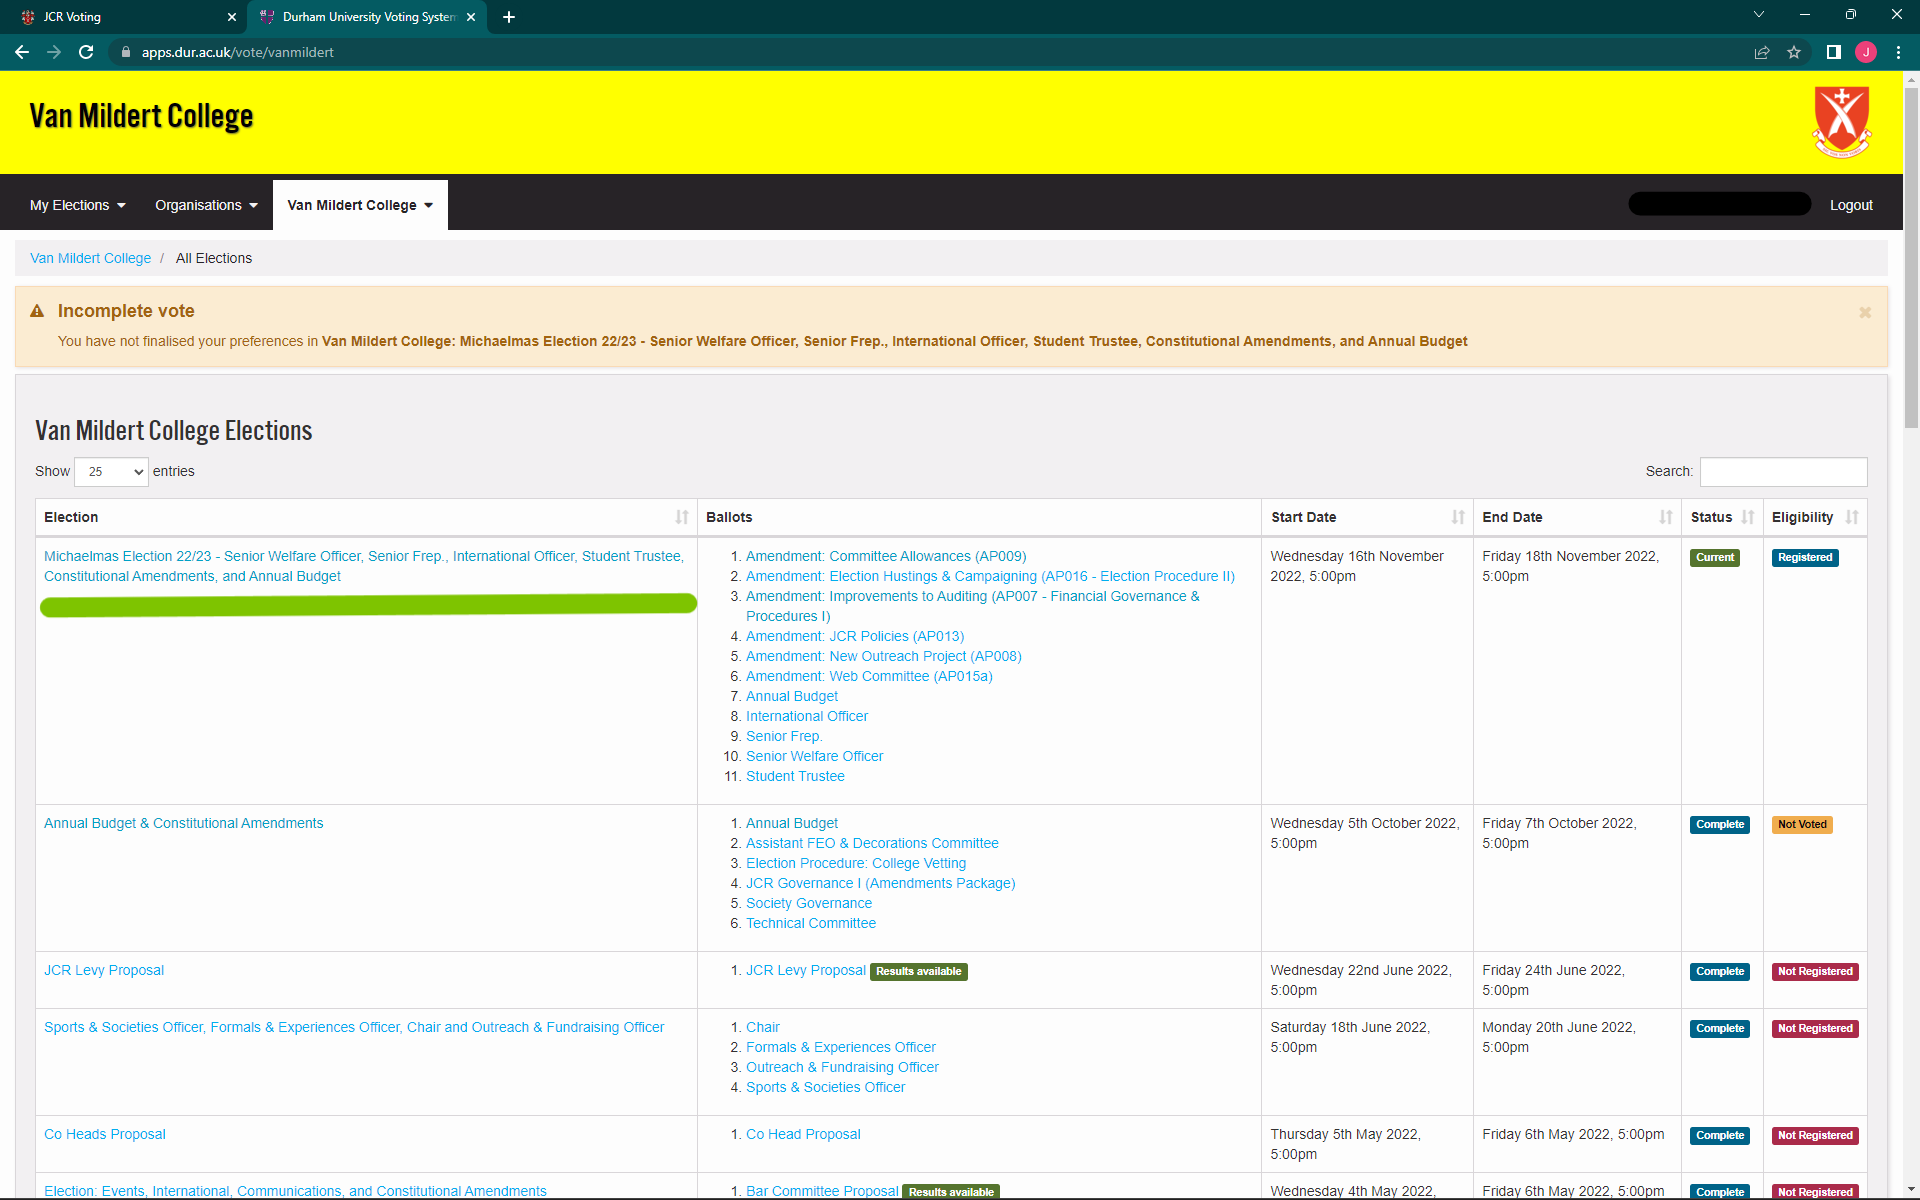 JCR Voting
Durham University Voting System
apps.dur.ac.uk/vote/vanmildert
J
Van Mildert College
My Elections
Organisations
Van Mildert College
Logout
Van Mildert College / All Elections
Incomplete vote
You have not finalised your preferences in Van Mildert College: Michaelmas Election 22/23 - Senior Welfare Officer, Senior Frep., International Officer, Student Trustee, Constitutional Amendments, and Annual Budget
Van Mildert College Elections
Show 25 entries
Search:
Election
Ballots
Start Date
End Date
Status
Eligibility
Michaelmas Election 22/23 - Senior Welfare Officer, Senior Frep., International Officer, Student Trustee,
Constitutional Amendments, and Annual Budget
1. Amendment: Committee Allowances (AP009)
2. Amendment: Election Hustings & Campaigning (AP016 - Election Procedure II)
3. Amendment: Improvements to Auditing (AP007 - Financial Governance &
Procedures I)
4. Amendment: JCR Policies (AP013)
5. Amendment: New Outreach Project (AP008)
6. Amendment: Web Committee (AP015a)
7. Annual Budget
8. International Officer
9. Senior Frep.
10. Senior Welfare Officer
11. Student Trustee
Wednesday 16th November
2022, 5:00pm
Friday 18th November 2022,
5:00pm
Current
Registered
Annual Budget & Constitutional Amendments
1. Annual Budget
2. Assistant FEO & Decorations Committee
3. Election Procedure: College Vetting
4. JCR Governance I (Amendments Package)
5. Society Governance
6. Technical Committee
Wednesday 5th October 2022,
5:00pm
Friday 7th October 2022,
5:00pm
Complete
Not Voted
JCR Levy Proposal
1. JCR Levy Proposal Results available
Wednesday 22nd June 2022,
5:00pm
Friday 24th June 2022,
5:00pm
Complete
Not Registered
Sports & Societies Officer, Formals & Experiences Officer, Chair and Outreach & Fundraising Officer
1. Chair
2. Formals & Experiences Officer
3. Outreach & Fundraising Officer
4. Sports & Societies Officer
Saturday 18th June 2022,
5:00pm
Monday 20th June 2022,
5:00pm
Complete
Not Registered
Co Heads Proposal
1. Co Head Proposal
Thursday 5th May 2022,
5:00pm
Friday 6th May 2022, 5:00pm
Complete
Not Registered
Election: Events, International, Communications, and Constitutional Amendments
1. Bar Committee Proposal Results available
Wednesday 4th May 2022,
Friday 6th May 2022, 5:00pm
Complete
Not Registered